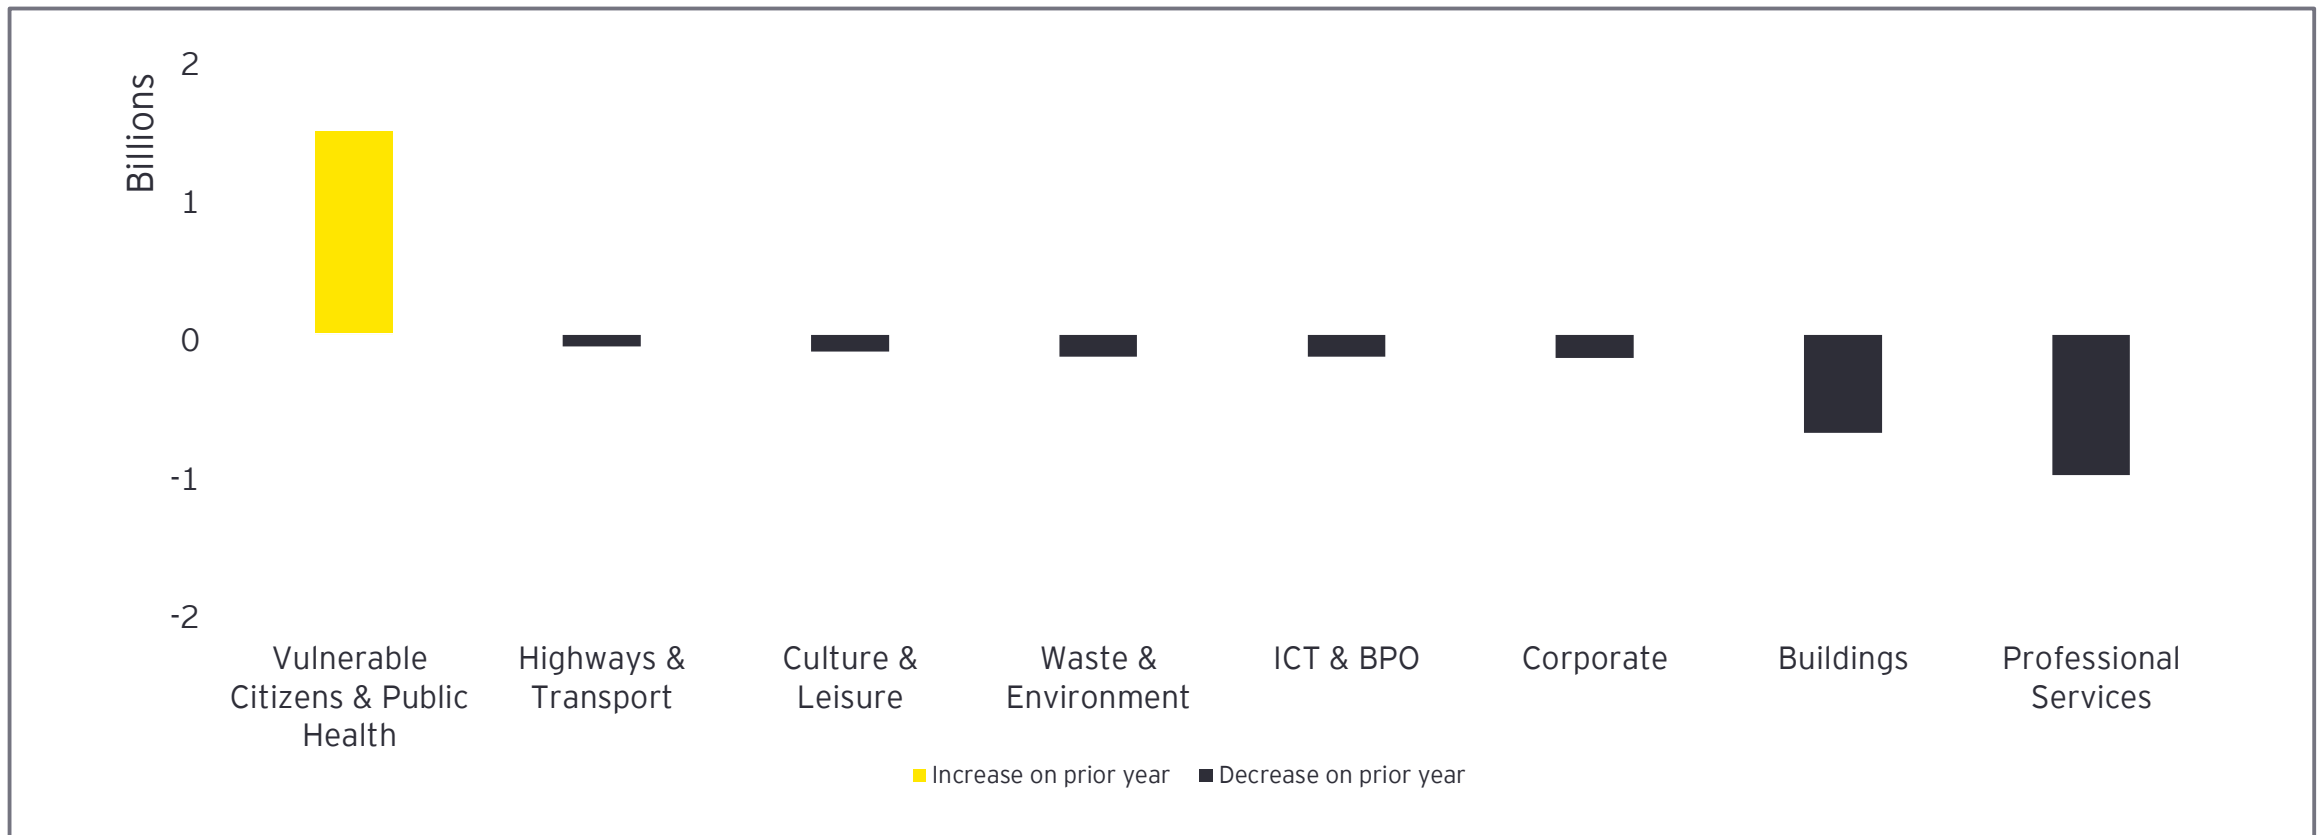 Billions
2
1
0
-1
-2
Vulnerable
Citizens & Public
Health
Highways &
Transport
Culture &
Leisure
Waste &
Environment
ICT & BPO
Corporate
Buildings
Professional
Services
Increase on prior year
Decrease on prior year